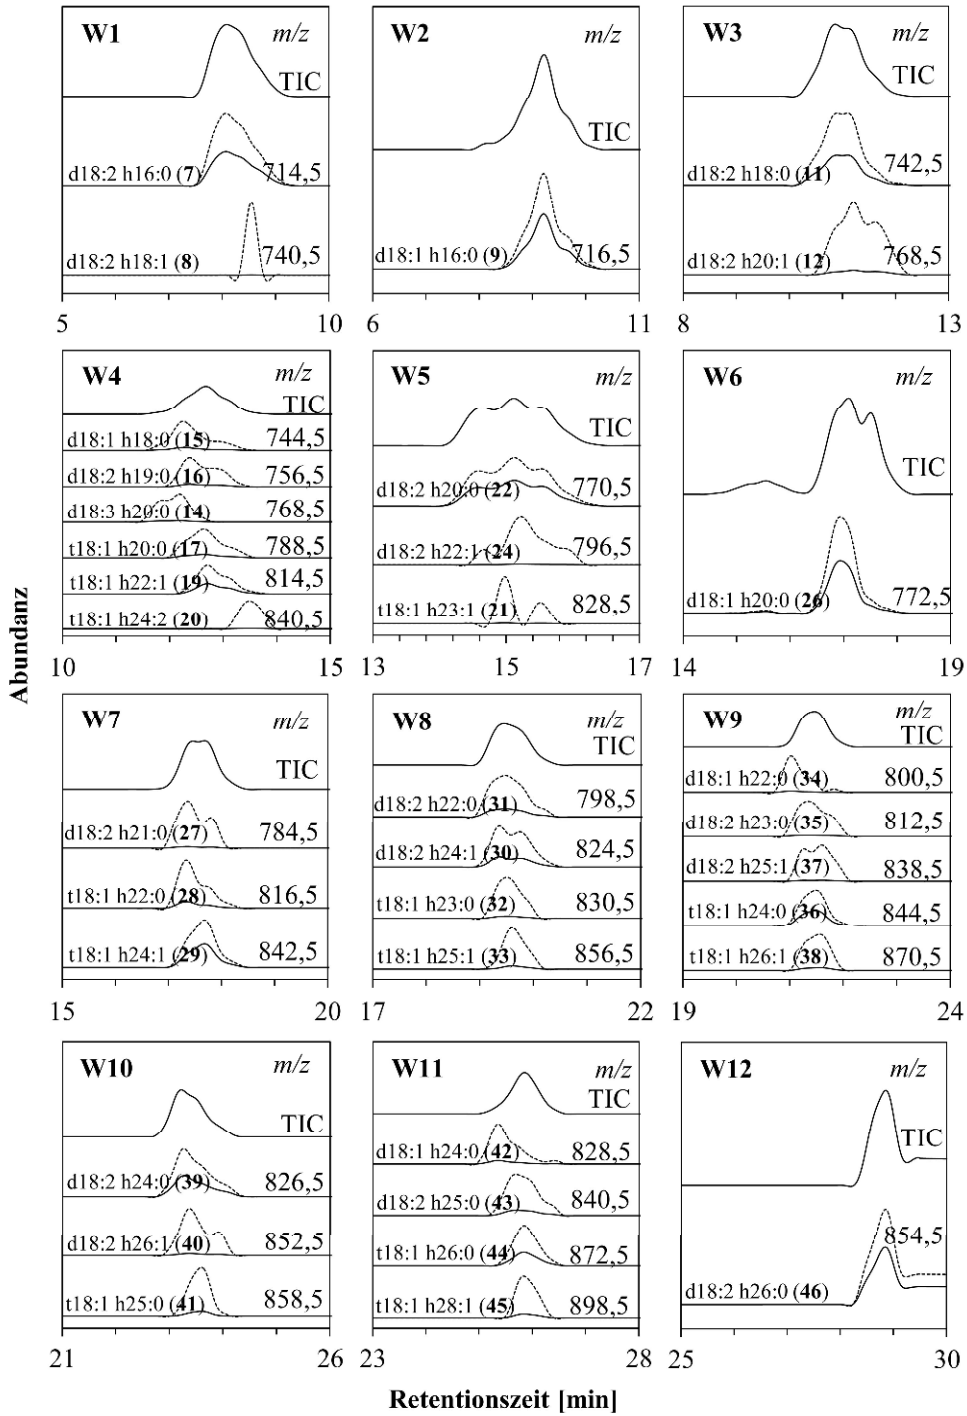 W1 m/z
TIC
d18:2 h16:0 (7) 714,5
d18:2 h18:1 (8) 740,5
5 10
W2 m/z
TIC
d18:1 h16:0 (9) 716,5
6 11
W3 m/z
TIC
d18:2 h18:0 (11) 742,5
d18:2 h20:1 (12) 768,5
8 13
W4 m/z
TIC
d18:1 h18:0 (15) 744,5
d18:2 h19:0 (16) 756,5
d18:3 h20:0 (14) 768,5
t18:1 h20:0 (17) 788,5
t18:1 h22:1 (19) 814,5
t18:1 h24:2 (20) 840,5
10 15
W5 m/z
TIC
d18:2 h20:0 (22) 770,5
d18:2 h22:1 (24) 796,5
t18:1 h23:1 (21) 828,5
13 15 17
W6 m/z
TIC
d18:1 h20:0 (26) 772,5
14 19
Abundanz
W7 m/z
TIC
d18:2 h21:0 (27) 784,5
t18:1 h22:0 (28) 816,5
t18:1 h24:1 (29) 842,5
15 20
W8 m/z
TIC
d18:2 h22:0 (31) 798,5
d18:2 h24:1 (30) 824,5
t18:1 h23:0 (32) 830,5
t18:1 h25:1 (33) 856,5
17 22
W9 m/z
TIC
d18:1 h22:0 (34) 800,5
d18:2 h23:0 (35) 812,5
d18:2 h25:1 (37) 838,5
t18:1 h24:0 (36) 844,5
t18:1 h26:1 (38) 870,5
19 24
W10 m/z
TIC
d18:2 h24:0 (39) 826,5
d18:2 h26:1 (40) 852,5
t18:1 h25:0 (41) 858,5
21 26
W11 m/z
TIC
d18:1 h24:0 (42) 828,5
d18:2 h25:0 (43) 840,5
t18:1 h26:0 (44) 872,5
t18:1 h28:1 (45) 898,5
23 28
W12 m/z
TIC
854,5
d18:2 h26:0 (46)
25 30
Retentionszeit [min]